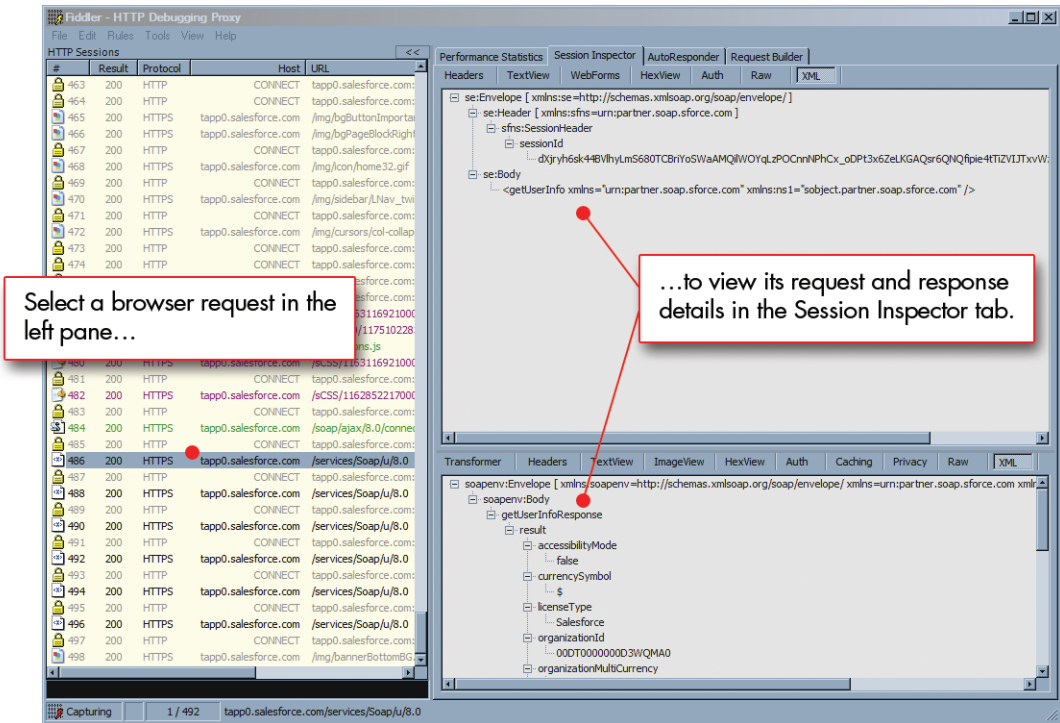 Fiddler - HTTP Debugging Proxy
File Edit Rules Tools View Help
HTTP Sessions <<
# Result Protocol Host URL
463 200 HTTP CONNECT tapp0.salesforce.com:
464 200 HTTP CONNECT tapp0.salesforce.com:
465 200 HTTPS tapp0.salesforce.com /img/bgButtonImporta
466 200 HTTPS tapp0.salesforce.com /img/bgPageBlockRight
467 200 HTTP CONNECT tapp0.salesforce.com:
468 200 HTTPS tapp0.salesforce.com /img/icon/home32.gif
469 200 HTTP CONNECT tapp0.salesforce.com:
470 200 HTTPS tapp0.salesforce.com /img/sidebar/LNav_twi
471 200 HTTP CONNECT tapp0.salesforce.com:
472 200 HTTPS tapp0.salesforce.com /img/cursors/col-collap
473 200 HTTP CONNECT tapp0.salesforce.com:
474 200 HTTP CONNECT tapp0.salesforce.com:
Select a browser request in the
left pane…
480 200 HTTPS tapp0.salesforce.com /sCSS/1163116921000
481 200 HTTP CONNECT tapp0.salesforce.com:
482 200 HTTPS tapp0.salesforce.com /sCSS/1162852217000
483 200 HTTP CONNECT tapp0.salesforce.com:
484 200 HTTPS tapp0.salesforce.com /soap/ajax/8.0/connec
485 200 HTTP CONNECT tapp0.salesforce.com:
486 200 HTTPS tapp0.salesforce.com /services/Soap/u/8.0
487 200 HTTP CONNECT tapp0.salesforce.com:
488 200 HTTPS tapp0.salesforce.com /services/Soap/u/8.0
489 200 HTTP CONNECT tapp0.salesforce.com:
490 200 HTTPS tapp0.salesforce.com /services/Soap/u/8.0
491 200 HTTP CONNECT tapp0.salesforce.com:
492 200 HTTPS tapp0.salesforce.com /services/Soap/u/8.0
493 200 HTTP CONNECT tapp0.salesforce.com:
494 200 HTTPS tapp0.salesforce.com /services/Soap/u/8.0
495 200 HTTP CONNECT tapp0.salesforce.com:
496 200 HTTPS tapp0.salesforce.com /services/Soap/u/8.0
497 200 HTTP CONNECT tapp0.salesforce.com:
498 200 HTTPS tapp0.salesforce.com /img/bannerBottomBG.
Performance Statistics Session Inspector AutoResponder Request Builder
Headers TextView WebForms HexView Auth Raw XML
se:Envelope [ xmlns:se=http://schemas.xmlsoap.org/soap/envelope/ ]
se:Header [ xmlns:sfns=urn:partner.soap.sforce.com ]
sfns:SessionHeader
sessionId
se:Body
<getUserInfo xmlns="urn:partner.soap.sforce.com" xmlns:ns1="sobject.partner.soap.sforce.com" />
…to view its request and response
details in the Session Inspector tab.
Transformer Headers TextView ImageView HexView Auth Caching Privacy Raw XML
soapenv:Envelope [ xmlns:soapenv=http://schemas.xmlsoap.org/soap/envelope/ xmlns=urn:partner.soap.sforce.com xmlr
soapenv:Body
getUserInfoResponse
result
accessibilityMode
false
currencySymbol
$
licenseType
Salesforce
organizationId
00DT0000000D3WQMA0
organizationMultiCurrency
Capturing 1 / 492 tapp0.salesforce.com/services/Soap/u/8.0